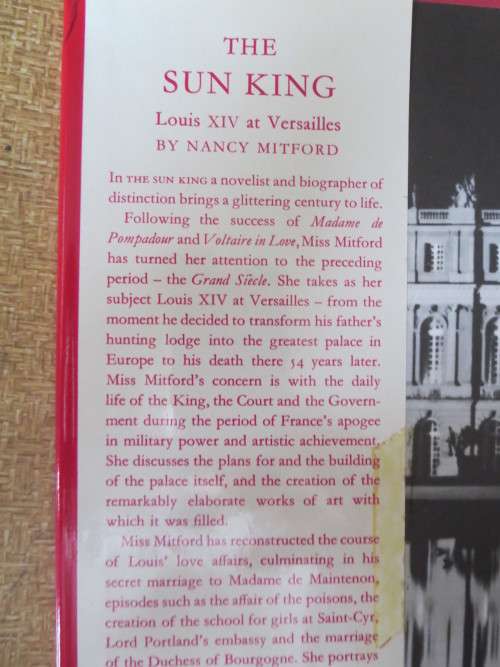 THE
SUN KING
Louis XIV at Versailles
BY NANCY MITFORD
In THE SUN KING a novelist and biographer of
distinction brings a glittering century to life.
Following the success of Madame de
Pompadour and Voltaire in Love, Miss Mitford
has turned her attention to the preceding
period – the Grand Siècle. She takes as her
subject Louis XIV at Versailles – from the
moment he decided to transform his father's
hunting lodge into the greatest palace in
Europe to his death there 54 years later.
Miss Mitford's concern is with the daily
life of the King, the Court and the Govern-
ment during the period of France's apogee
in military power and artistic achievement.
She discusses the plans for and the building
of the palace itself, and the creation of the
remarkably elaborate works of art with
which it was filled.
Miss Mitford has reconstructed the course
of Louis' love affairs, culminating in his
secret marriage to Madame de Maintenon,
episodes such as the affair of the poisons, the
creation of the school for girls at Saint-Cyr,
Lord Portland's embassy and the marriage
of the Duchess of Bourgogne. She portrays